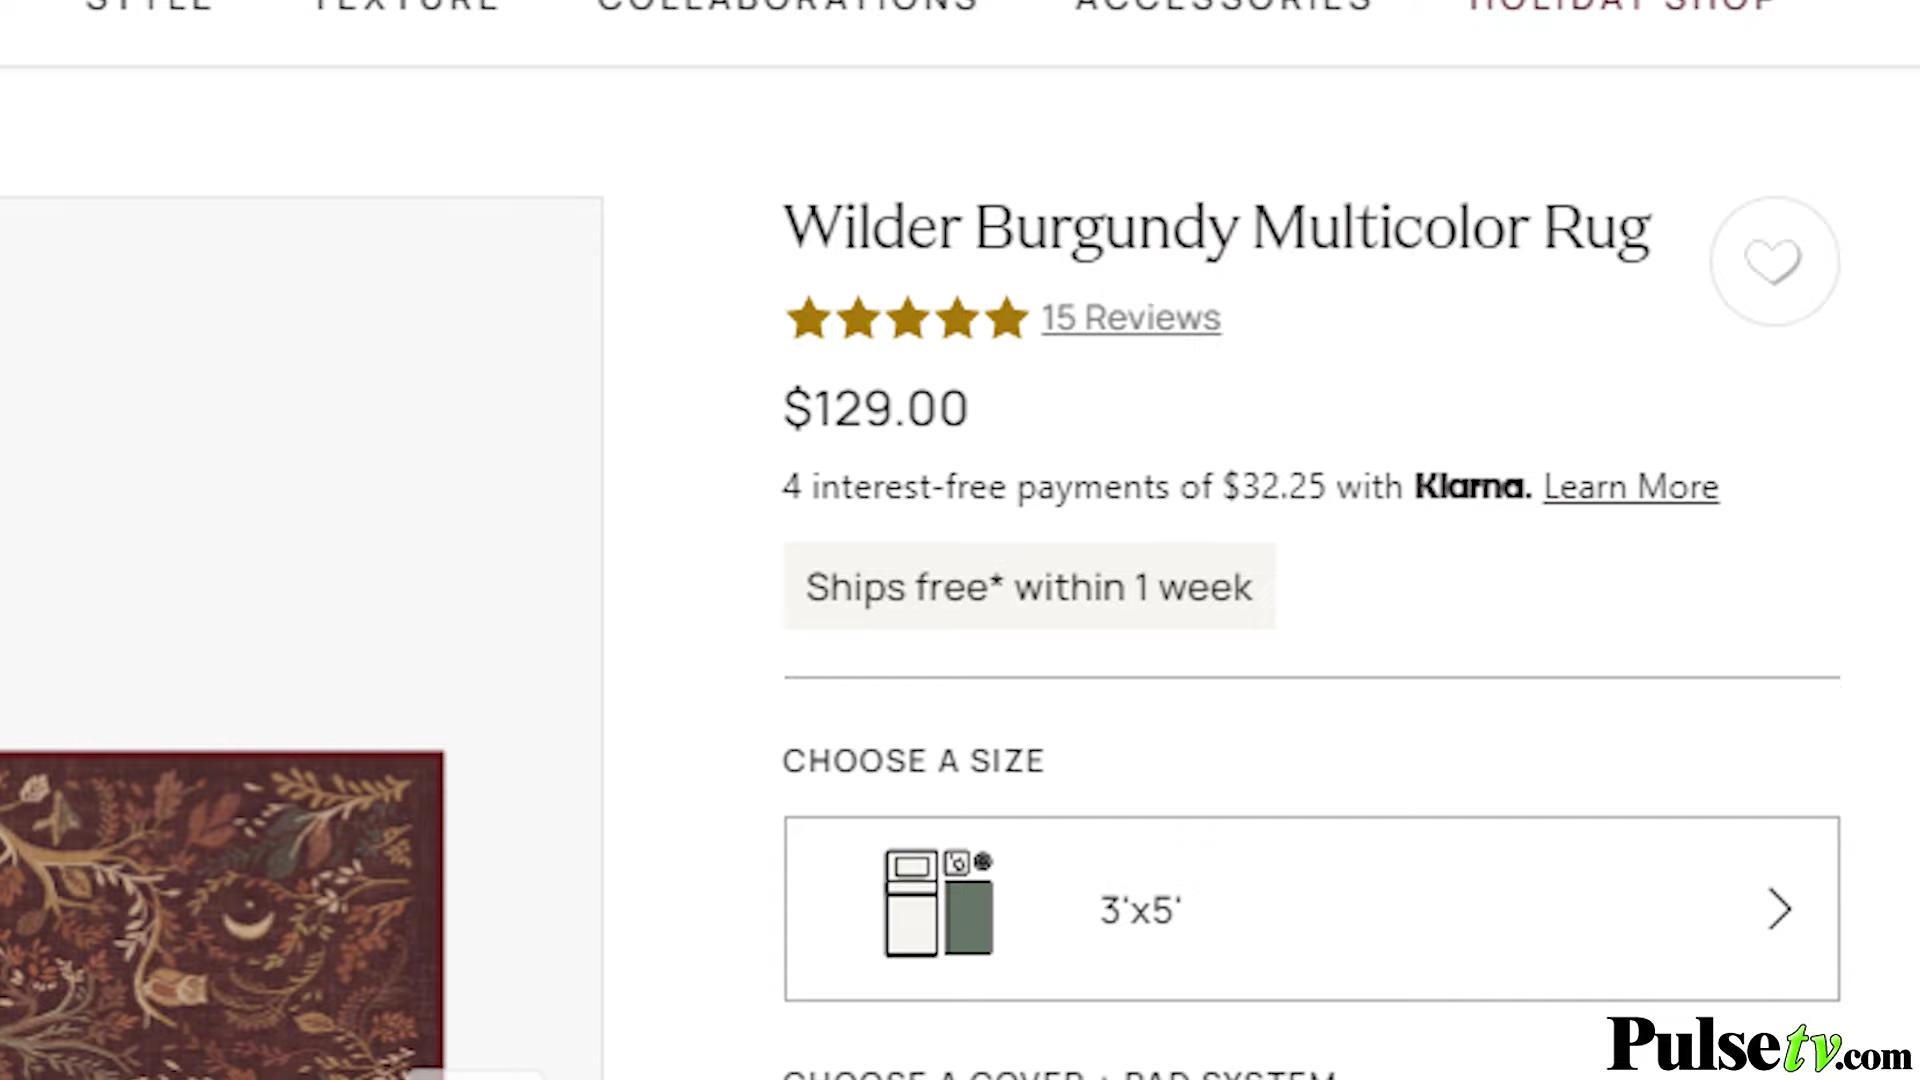 STYLE TEXTURE COLLABORATIONS ACCESSORIES HOLIDAY SHOP
Wilder Burgundy Multicolor Rug
15 Reviews
$129.00
4 interest-free payments of $32.25 with Klarna. Learn More
Ships free* within 1 week
CHOOSE A SIZE
3'x5'
CHOOSE A COVER + PAD SYSTEM
Pulsetv.com